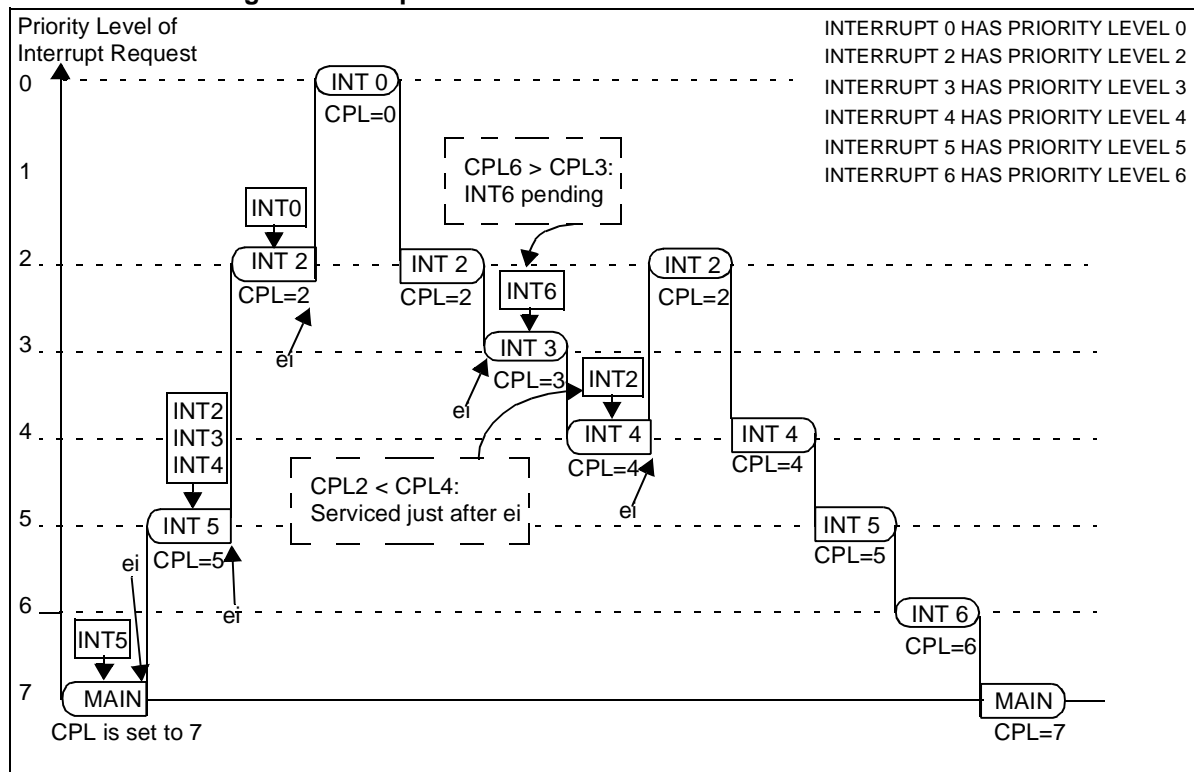 Priority Level of
Interrupt Request
INTERRUPT 0 HAS PRIORITY LEVEL 0
INTERRUPT 2 HAS PRIORITY LEVEL 2
INTERRUPT 3 HAS PRIORITY LEVEL 3
INTERRUPT 4 HAS PRIORITY LEVEL 4
INTERRUPT 5 HAS PRIORITY LEVEL 5
INTERRUPT 6 HAS PRIORITY LEVEL 6
0
INT 0
CPL=0
1
CPL6 > CPL3:
INT6 pending
INT0
2
INT 2
CPL=2
INT 2
CPL=2
INT6
INT 2
CPL=2
ei
3
INT 3
CPL=3
ei
INT2
INT2
INT3
INT4
4
INT 4
CPL=4
INT 4
CPL=4
CPL2 < CPL4:
Serviced just after ei
ei
5
INT 5
CPL=5
INT 5
CPL=5
ei
ei
6
INT 6
CPL=6
INT5
7
MAIN
CPL is set to 7
MAIN
CPL=7